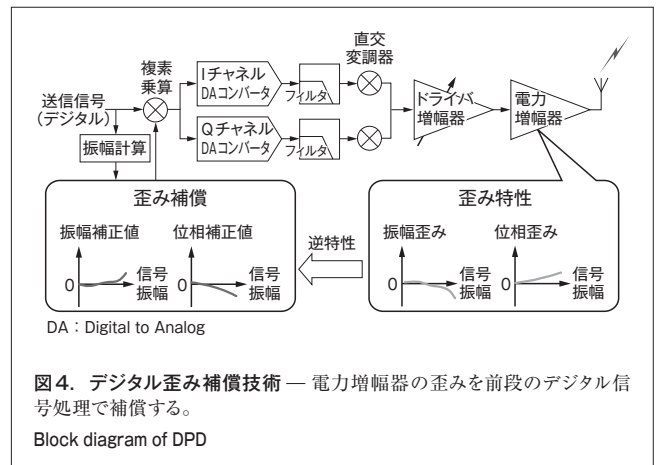 直交
変調器
複素
乗算
Iチャネル
DAコンバータ
フィルタ
送信信号
(デジタル)
ドライバ
増幅器
電力
増幅器
Qチャネル
DAコンバータ
フィルタ
振幅計算
歪み補償
振幅補正値
位相補正値
0
信号
振幅
0
信号
振幅
逆特性
歪み特性
振幅歪み
位相歪み
0
信号
振幅
0
信号
振幅
DA：Digital to Analog
図4．デジタル歪み補償技術 — 電力増幅器の歪みを前段のデジタル信
号処理で補償する。
Block diagram of DPD